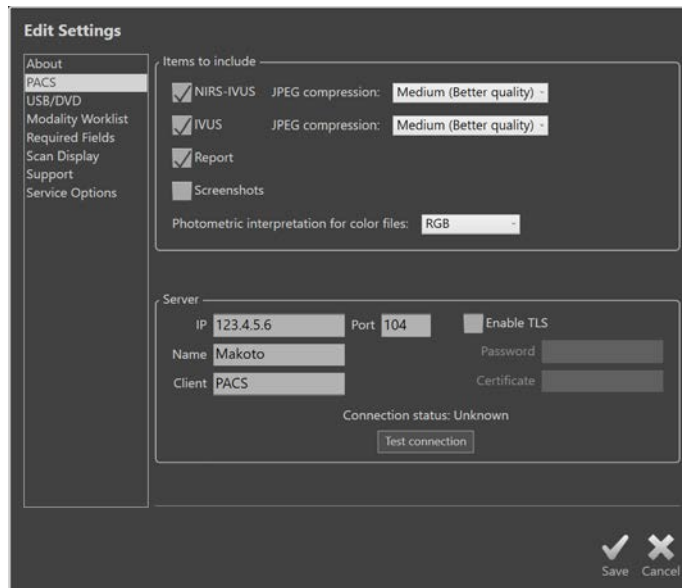 Edit Settings
About
PACS
USB/DVD
Modality Worklist
Required Fields
Scan Display
Support
Service Options
Items to include
NIRS-IVUS JPEG compression: Medium (Better quality)
IVUS JPEG compression: Medium (Better quality)
Report
Screenshots
Photometric interpretation for color files: RGB
Server
IP 123.4.5.6 Port 104 Enable TLS
Name Makoto Password
Client PACS Certificate
Connection status: Unknown
Test connection
Save Cancel